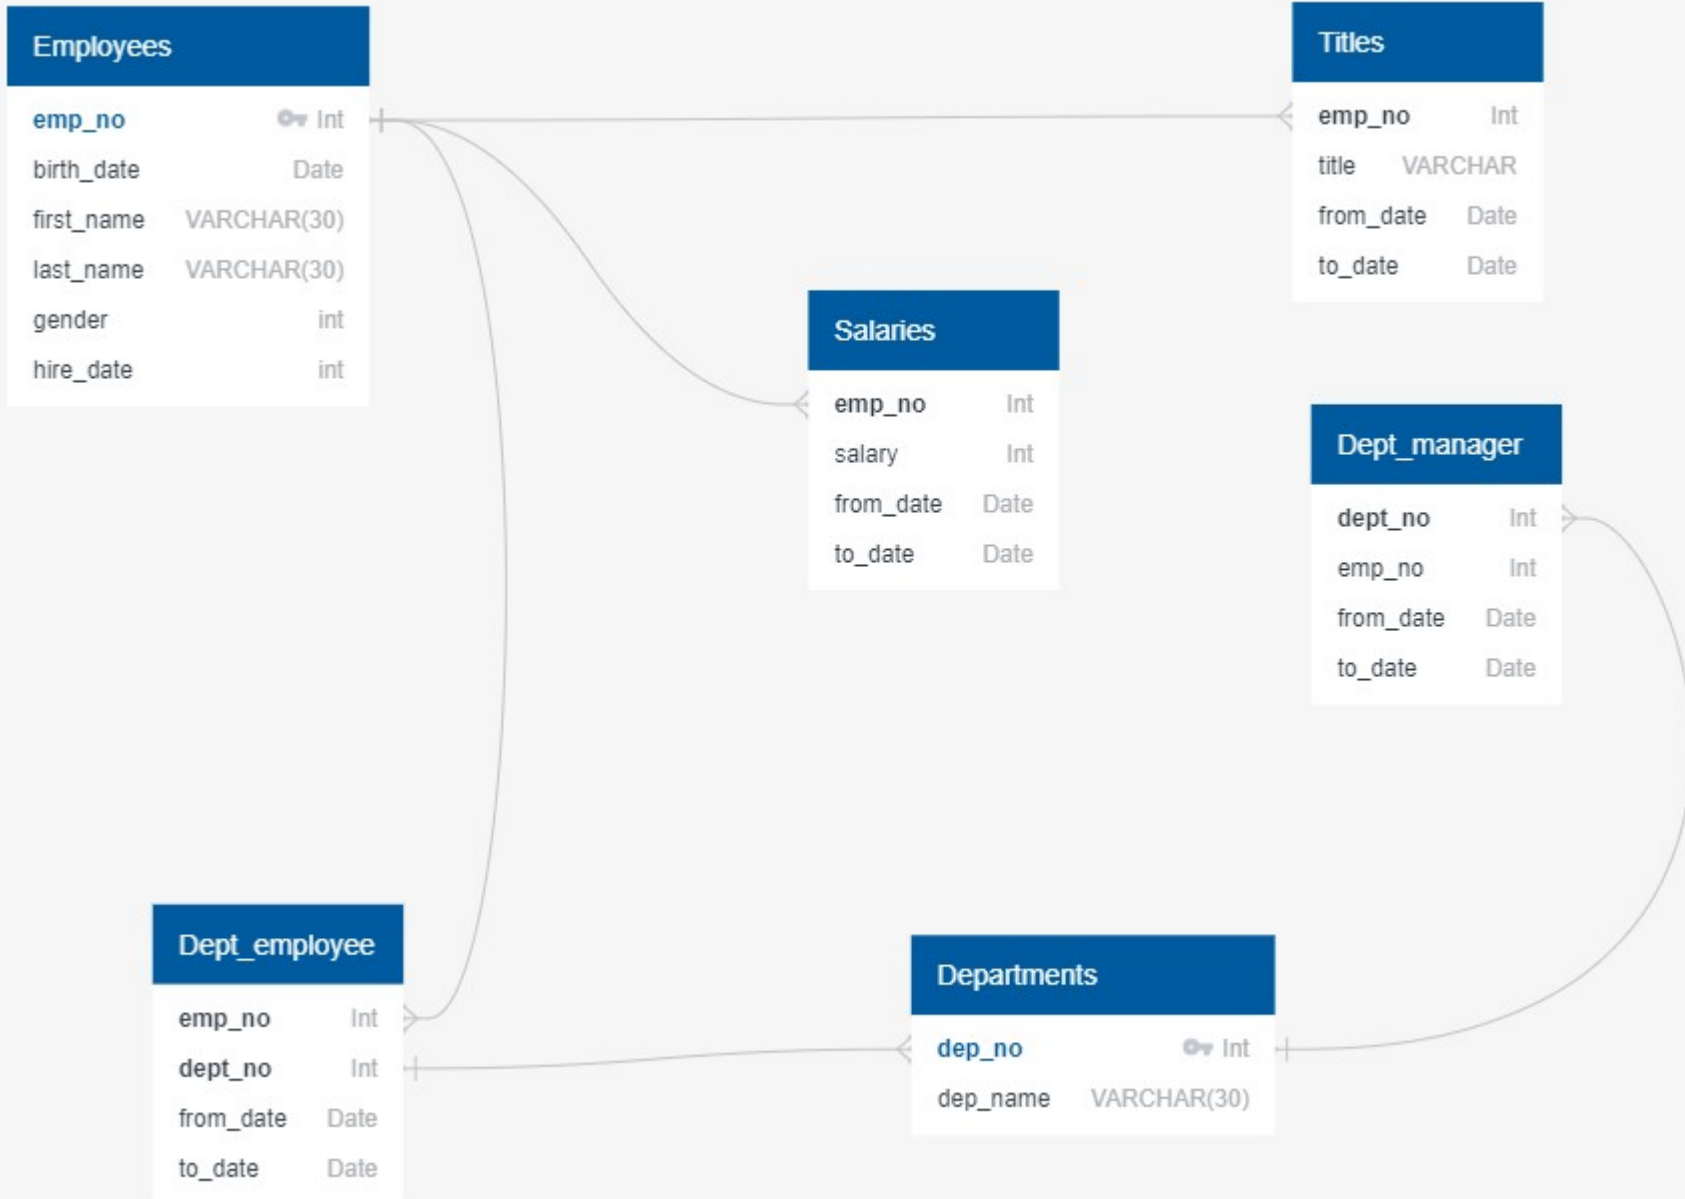 Employees
emp_no Int
birth_date Date
first_name VARCHAR(30)
last_name VARCHAR(30)
gender int
hire_date int
Titles
emp_no Int
title VARCHAR
from_date Date
to_date Date
Salaries
emp_no Int
salary Int
from_date Date
to_date Date
Dept_manager
dept_no Int
emp_no Int
from_date Date
to_date Date
Dept_employee
emp_no Int
dept_no Int
from_date Date
to_date Date
Departments
dep_no Int
dep_name VARCHAR(30)